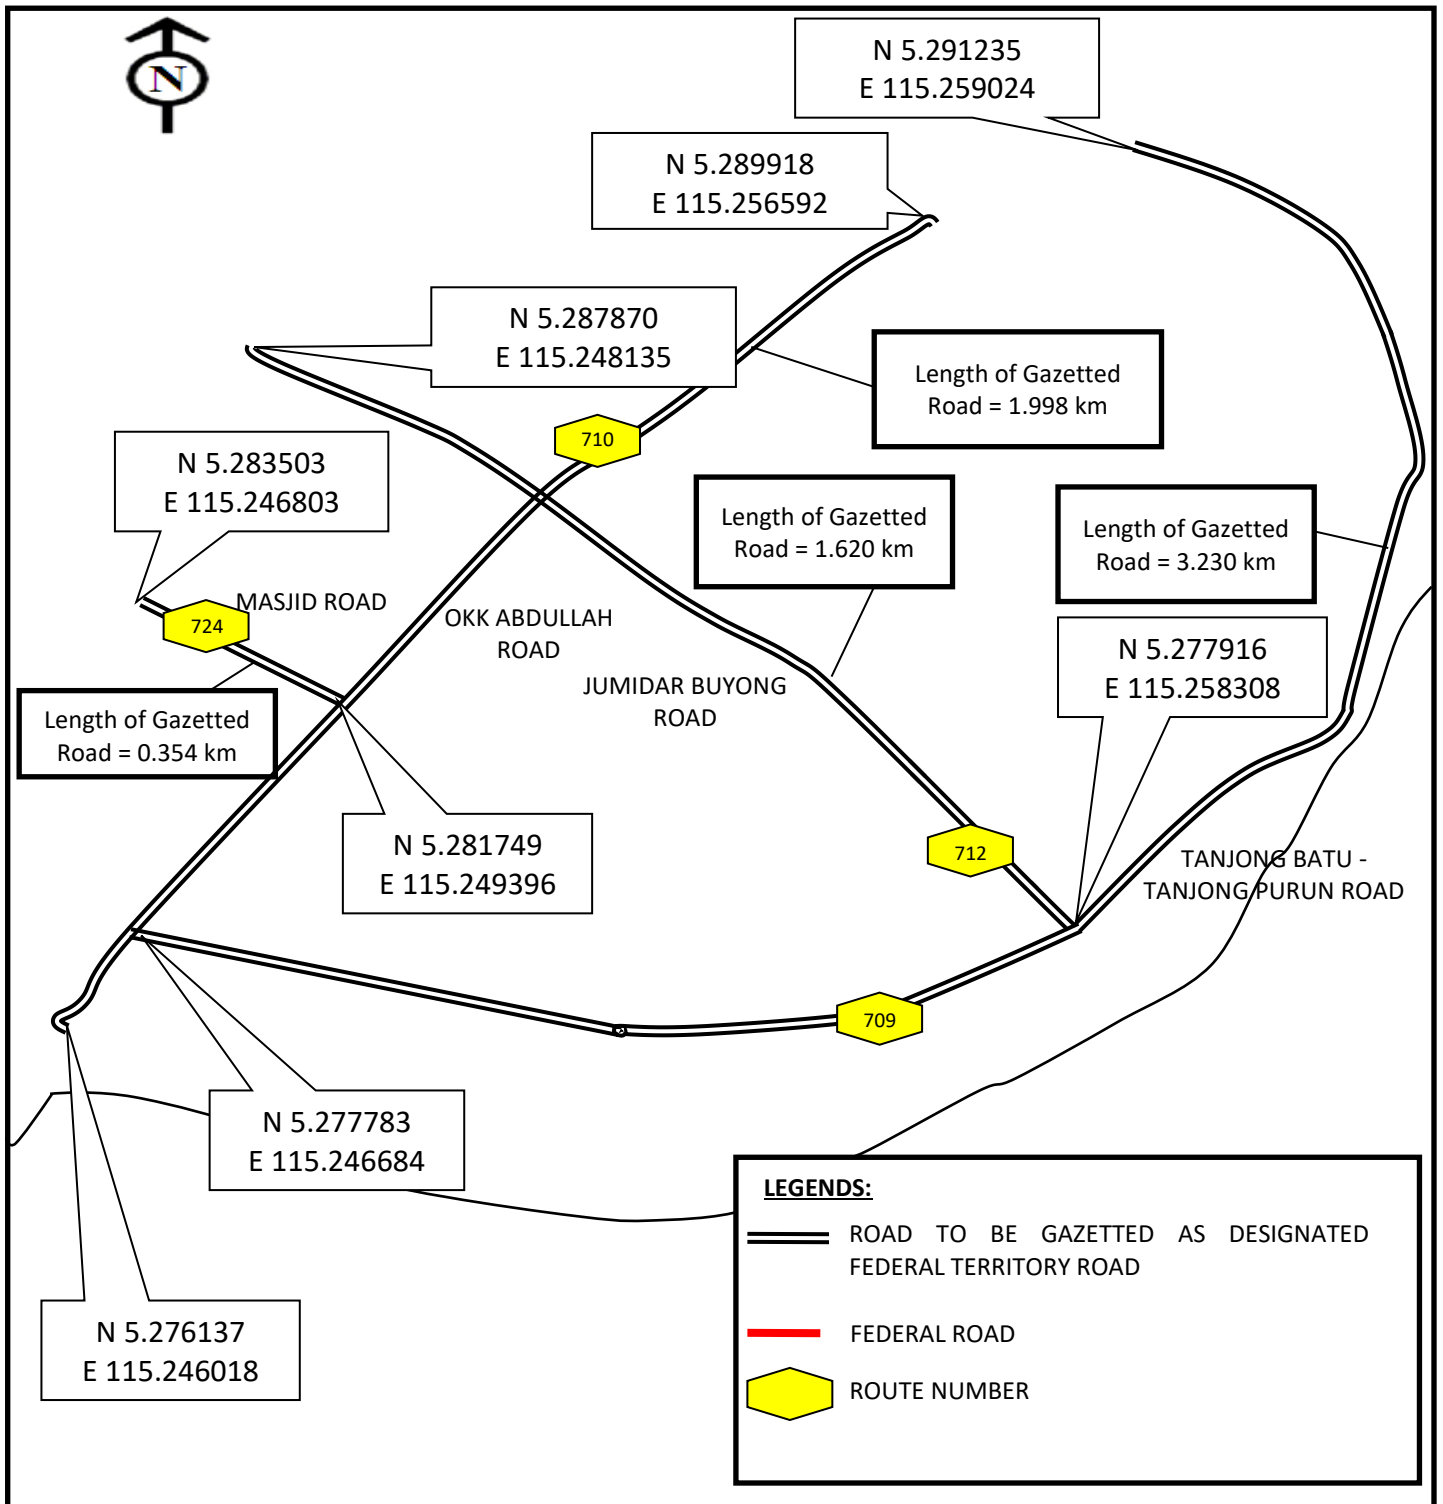 N
N 5.291235
E 115.259024
N 5.289918
E 115.256592
N 5.287870
E 115.248135
Length of Gazetted
Road = 1.998 km
710
N 5.283503
E 115.246803
Length of Gazetted
Road = 1.620 km
Length of Gazetted
Road = 3.230 km
MASJID ROAD
724
OKK ABDULLAH
ROAD
N 5.277916
E 115.258308
JUMIDAR BUYONG
ROAD
Length of Gazetted
Road = 0.354 km
N 5.281749
E 115.249396
712
TANJONG BATU -
TANJONG PURUN ROAD
709
N 5.277783
E 115.246684
N 5.276137
E 115.246018
LEGENDS:
ROAD TO BE GAZETTED AS DESIGNATED
FEDERAL TERRITORY ROAD
FEDERAL ROAD
ROUTE NUMBER